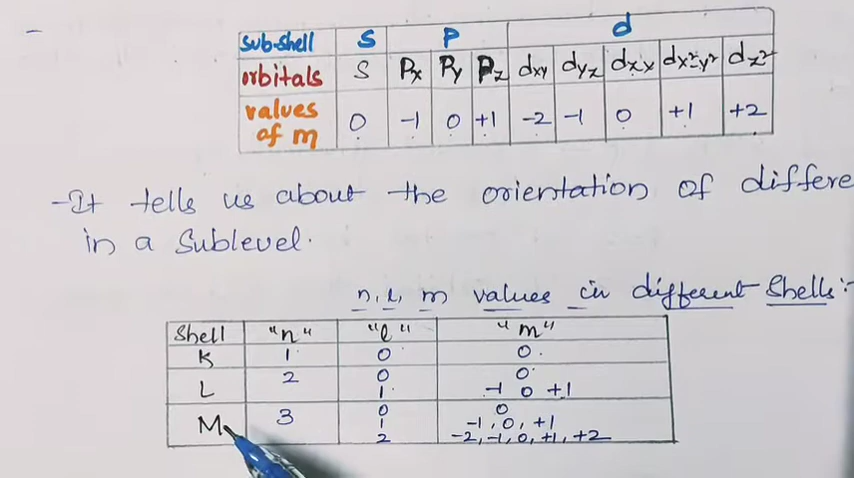 sub-shell S P d
orbitals S Px Py Pz dxy dyz dzx dx²-y² dz²
values of m 0 -1 0 +1 -2 -1 0 +1 +2
-It tells us about the orientation of differe
in a Sublevel.
n, l, m values in different Shells:-
Shell "n" "l" "m"
K 1 0 0
L 2 0 0
1 -1 0 +1
M 3 0 0
1 -1, 0, +1
2 -2, -1, 0, +1, +2